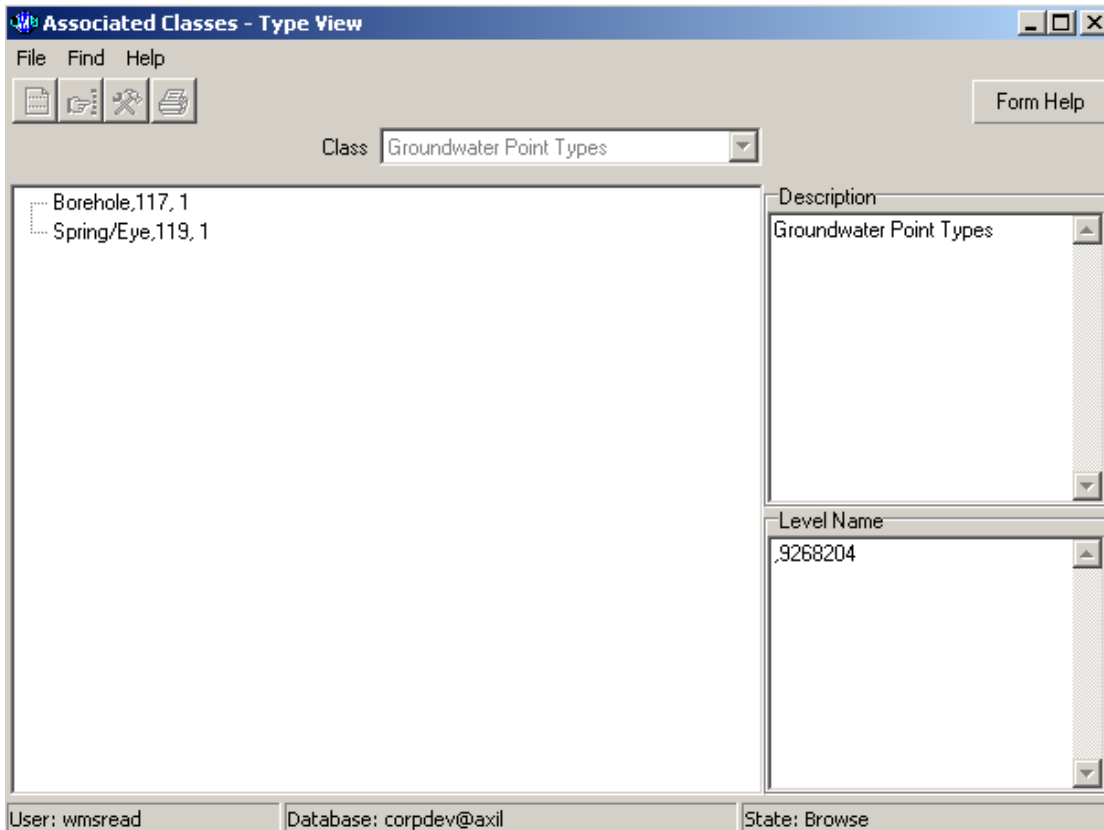 Associated Classes - Type View
File Find Help
Form Help
Class Groundwater Point Types
Borehole,117, 1
Spring/Eye,119, 1
Description
Groundwater Point Types
Level Name
,9268204
User: wmsread Database: corpdev@axil State: Browse